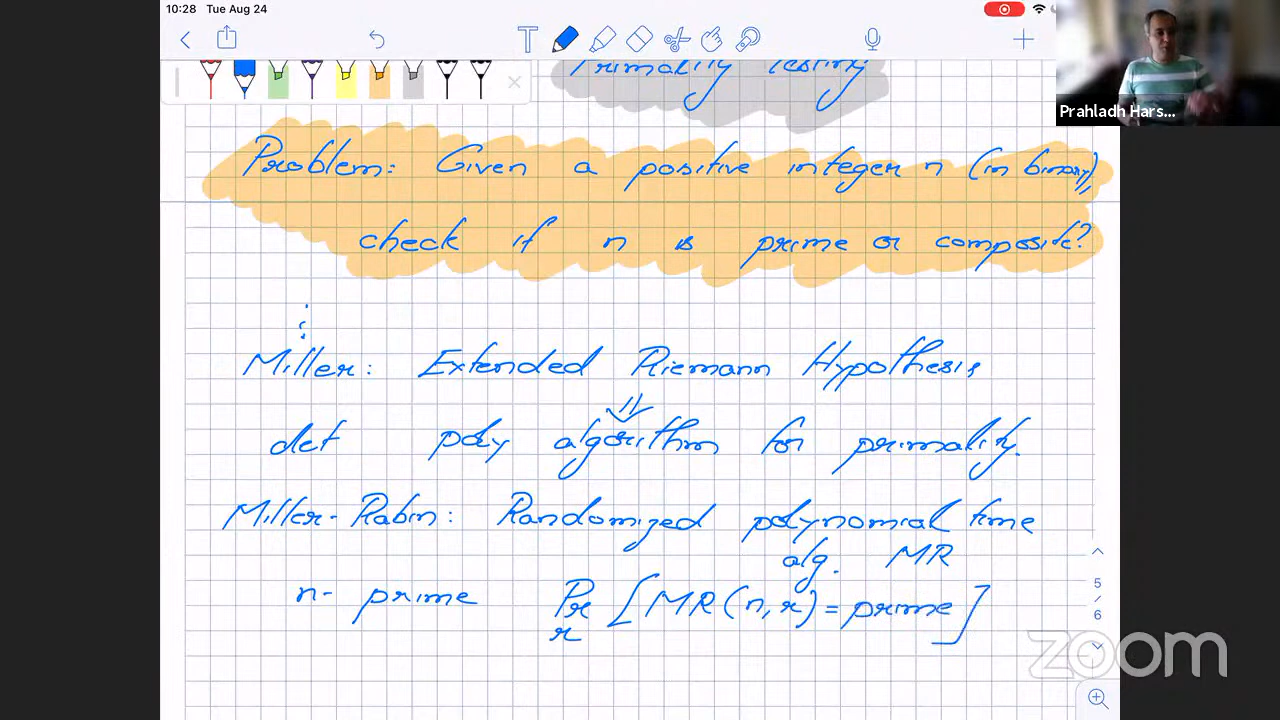 10:28 Tue Aug 24
Primality Testing
Prahladh Hars...
Problem: Given a positive integer n (in binary),
check if n is prime or composite?
Miller: Extended Riemann Hypothesis
⇓
det poly algorithm for primality.
Miller-Rabin: Randomized polynomial time
alg. MR
n - prime Pr [MR(n,r) = prime]
r
5
6
zoom